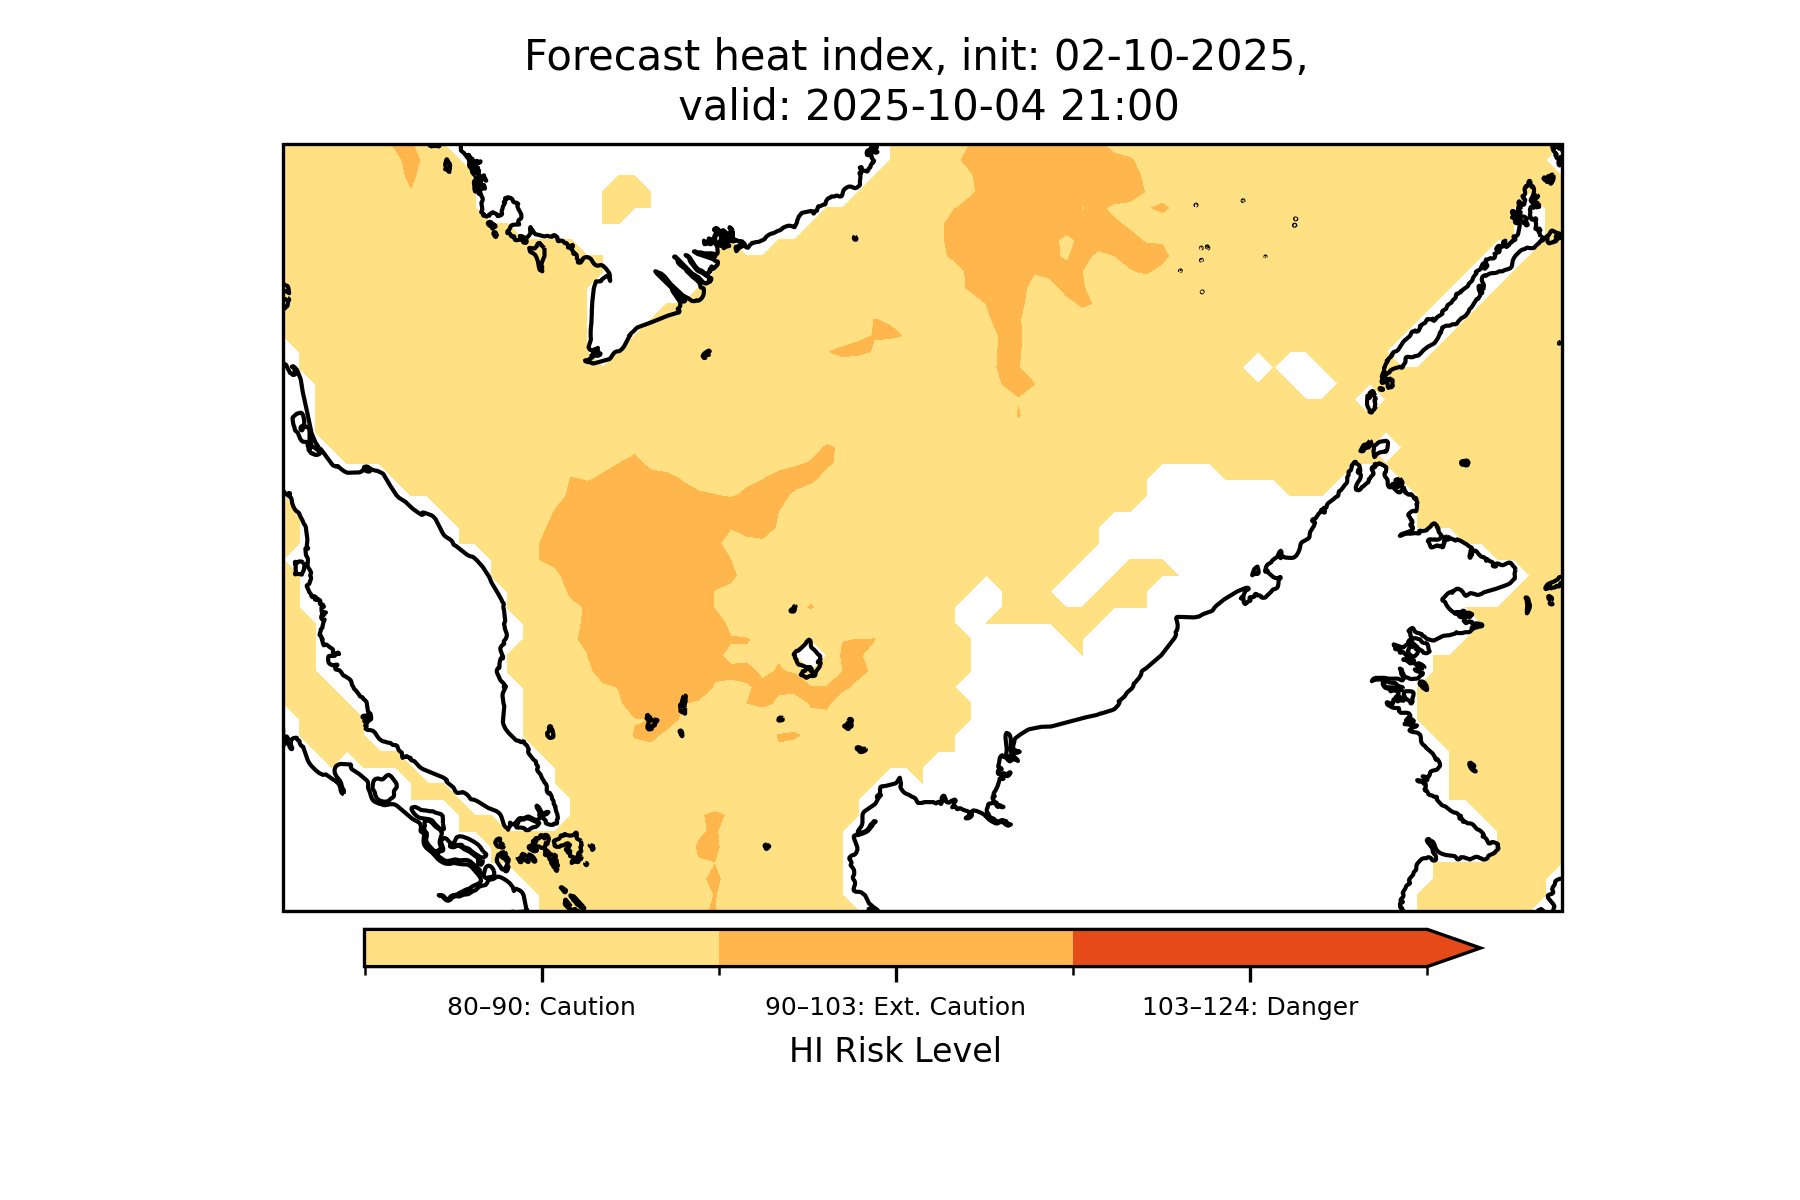 Forecast heat index, init: 02-10-2025,
valid: 2025-10-04 21:00
80–90: Caution
90–103: Ext. Caution
103–124: Danger
HI Risk Level